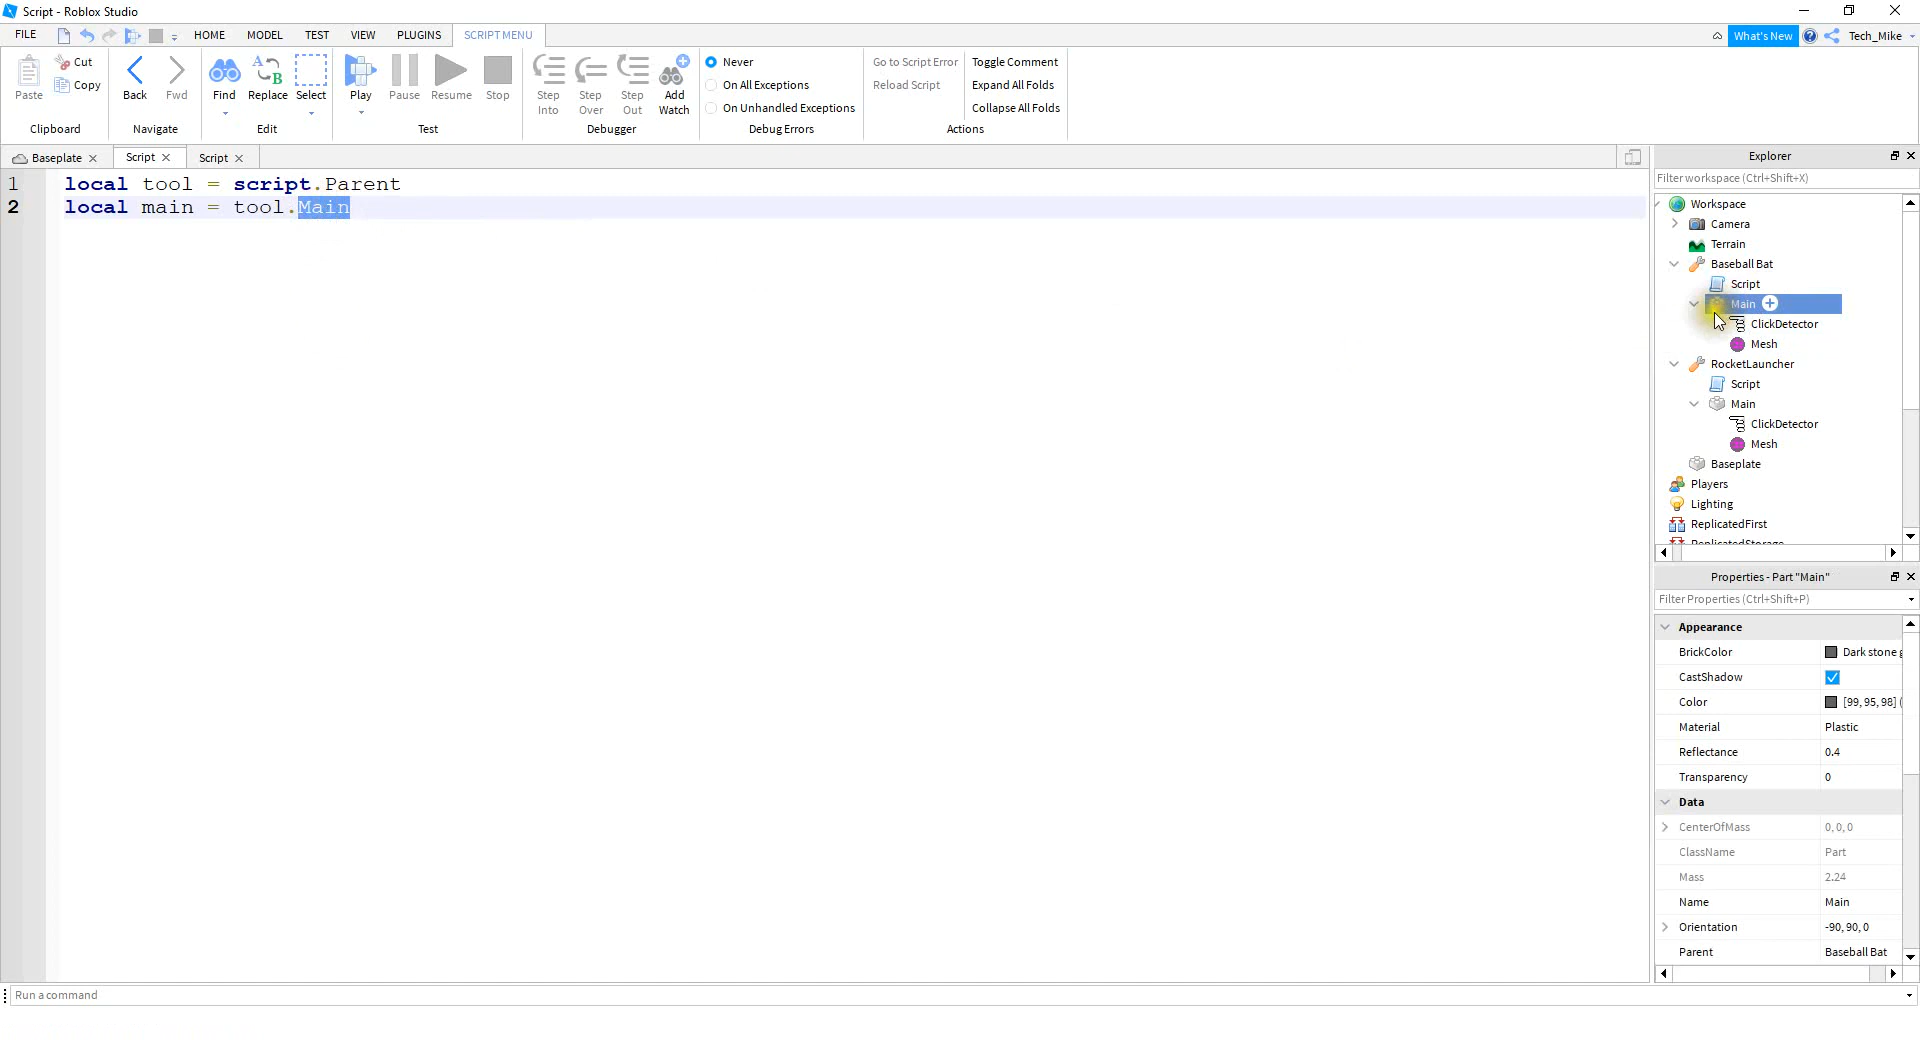 Script - Roblox Studio
FILE HOME MODEL TEST VIEW PLUGINS SCRIPT MENU What's New Tech_Mike
Paste Cut Copy
Clipboard
Back Fwd
Navigate
Find Replace Select
Edit
Play Pause Resume Stop
Test
Step Into Step Over Step Out Add Watch
Debugger
Never
On All Exceptions
On Unhandled Exceptions
Debug Errors
Go to Script Error Toggle Comment
Reload Script Expand All Folds
Collapse All Folds
Actions
Baseplate Script Script
1 local tool = script.Parent
2 local main = tool.Main
Explorer
Filter workspace (Ctrl+Shift+X)
Workspace
Camera
Terrain
Baseball Bat
Script
Main
ClickDetector
Mesh
RocketLauncher
Script
Main
ClickDetector
Mesh
Baseplate
Players
Lighting
ReplicatedFirst
ReplicatedStorage
Properties - Part "Main"
Filter Properties (Ctrl+Shift+P)
Appearance
BrickColor Dark stone g
CastShadow
Color [99, 95, 98] (
Material Plastic
Reflectance 0.4
Transparency 0
Data
CenterOfMass 0, 0, 0
ClassName Part
Mass 2.24
Name Main
Orientation -90, 90, 0
Parent Baseball Bat
Run a command